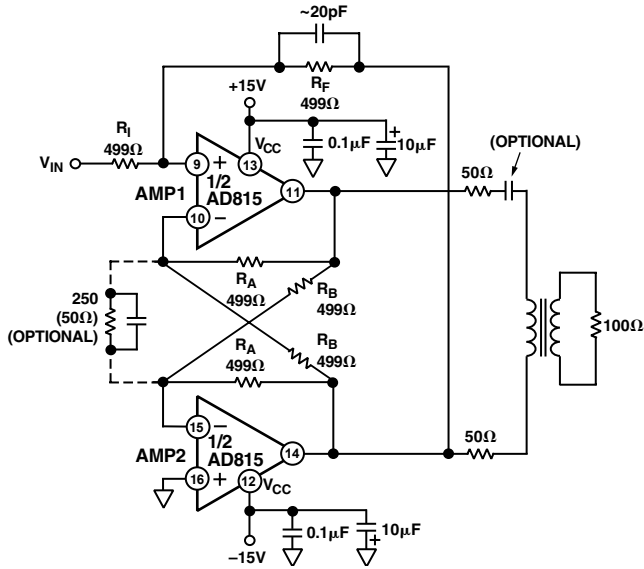 ~20pF
RF
499Ω
+15V
RI
499Ω
VIN
VCC
0.1µF
+
10µF
(OPTIONAL)
50Ω
9
+
13
1/2
AD815
AMP1
11
10
–
RA
499Ω
RB
499Ω
250
(50Ω)
(OPTIONAL)
100Ω
RA
499Ω
RB
499Ω
15
–
1/2
AD815
AMP2
14
50Ω
16
+
12
VCC
0.1µF
10µF
+
–15V